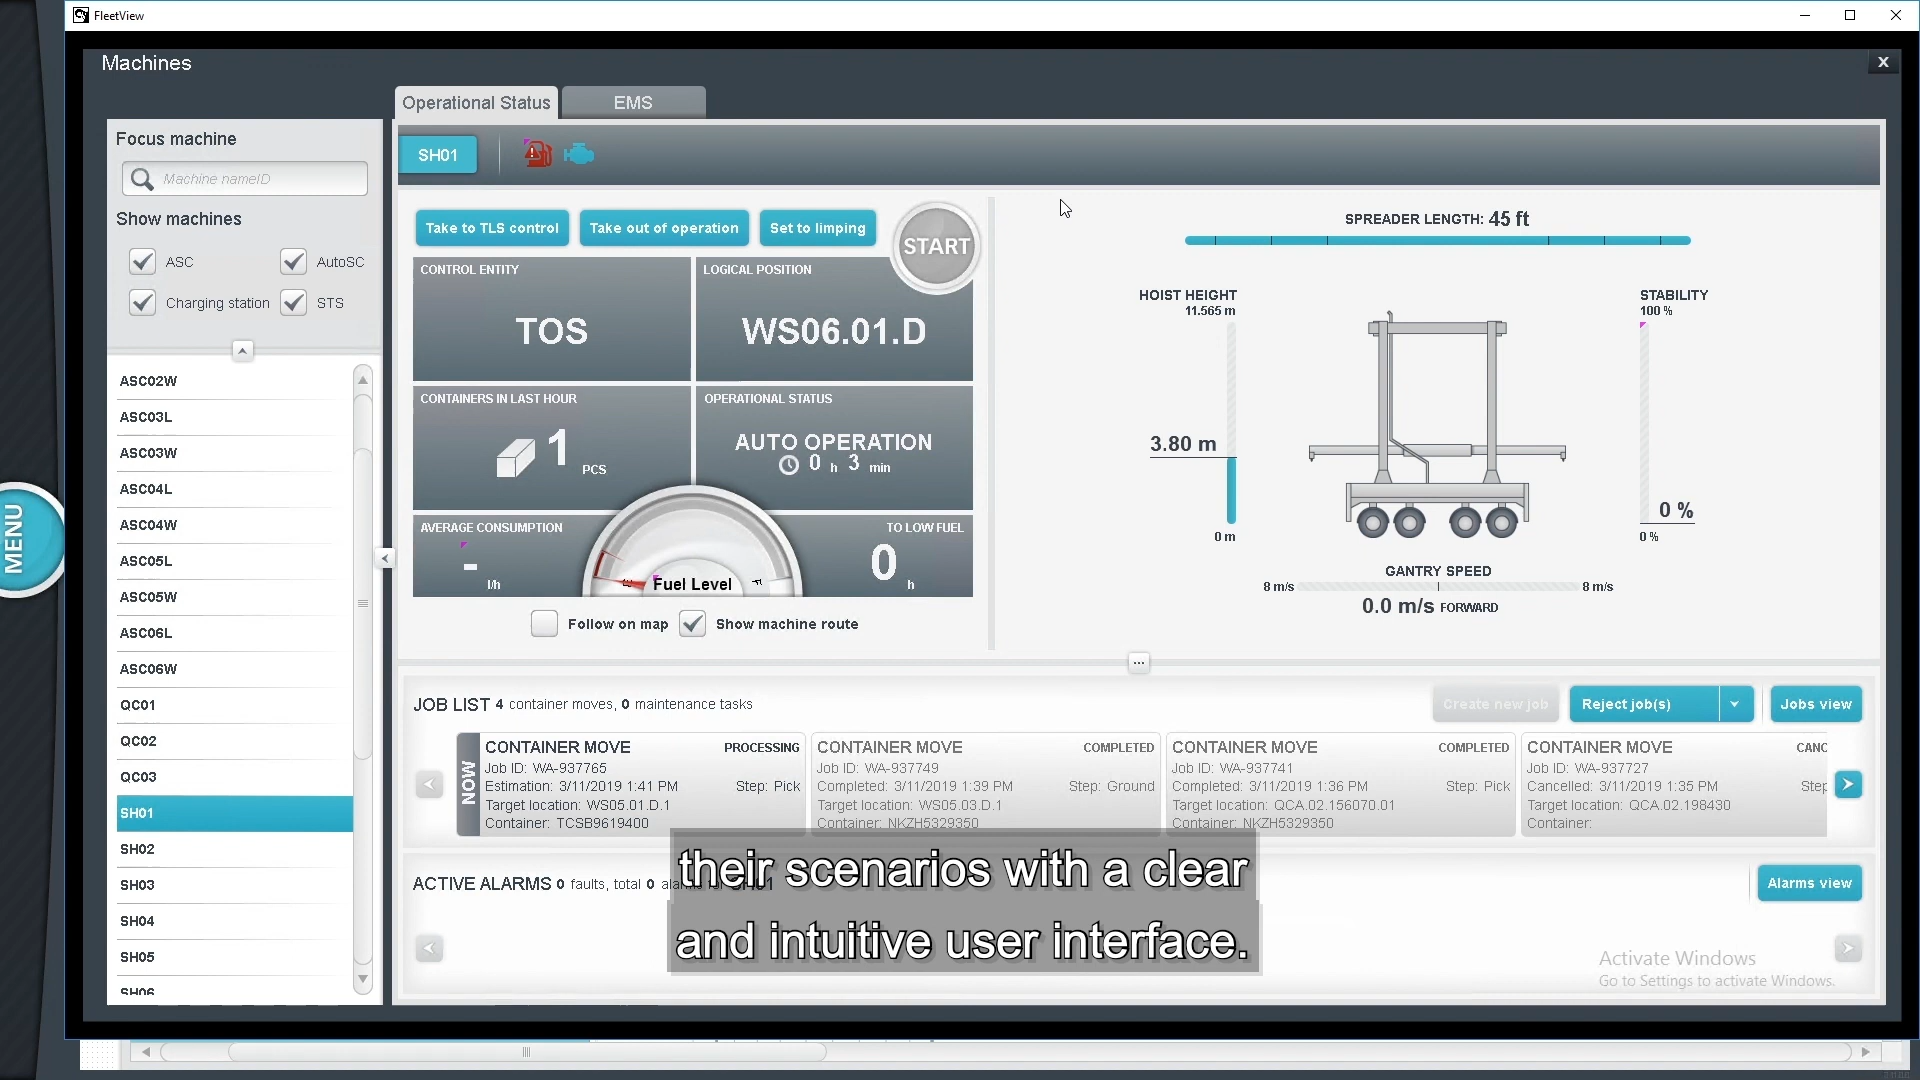 FleetView
Machines
X
Operational Status
EMS
Focus machine
Machine nameID
Show machines
ASC
AutoSC
Charging station
STS
ASC02W
ASC03L
ASC03W
ASC04L
ASC04W
ASC05L
ASC05W
ASC06L
ASC06W
QC01
QC02
QC03
SH01
SH02
SH03
SH04
SH05
SH06
MENU
SH01
Take to TLS control
Take out of operation
Set to limping
START
CONTROL ENTITY
TOS
LOGICAL POSITION
WS06.01.D
CONTAINERS IN LAST HOUR
1 PCS
OPERATIONAL STATUS
AUTO OPERATION
0 h 3 min
AVERAGE CONSUMPTION
- l/h
E Fuel Level F
TO LOW FUEL
0 h
Follow on map
Show machine route
SPREADER LENGTH: 45 ft
HOIST HEIGHT
11.565 m
3.80 m
0 m
STABILITY
100 %
0 %
0 %
GANTRY SPEED
8 m/s
8 m/s
0.0 m/s FORWARD
...
JOB LIST 4 container moves, 0 maintenance tasks
Create new job
Reject job(s)
Jobs view
NOW
CONTAINER MOVE PROCESSING
Job ID: WA-937765
Estimation: 3/11/2019 1:41 PM Step: Pick
Target location: WS05.01.D.1
Container: TCSB9619400
CONTAINER MOVE COMPLETED
Job ID: WA-937749
Completed: 3/11/2019 1:39 PM Step: Ground
Target location: WS05.03.D.1
Container: NKZH5329350
CONTAINER MOVE COMPLETED
Job ID: WA-937741
Completed: 3/11/2019 1:36 PM Step: Pick
Target location: QCA.02.156070.01
Container: NKZH5329350
CONTAINER MOVE CANC
Job ID: WA-937727
Cancelled: 3/11/2019 1:35 PM Step
Target location: QCA.02.198430
Container:
ACTIVE ALARMS 0 faults, total 0 alarms for SH01
Alarms view
their scenarios with a clear
and intuitive user interface.
Activate Windows
Go to Settings to activate Windows.